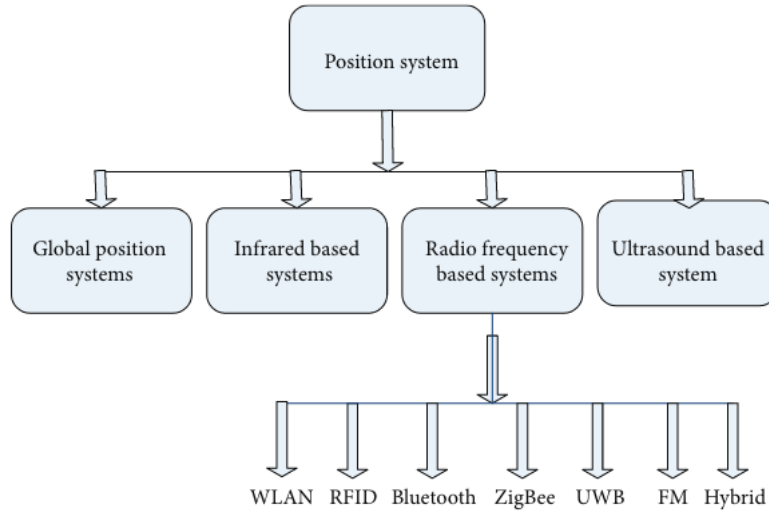 Position system
Global position
systems
Infrared based
systems
Radio frequency
based systems
Ultrasound based
system
WLAN
RFID
Bluetooth
ZigBee
UWB
FM
Hybrid